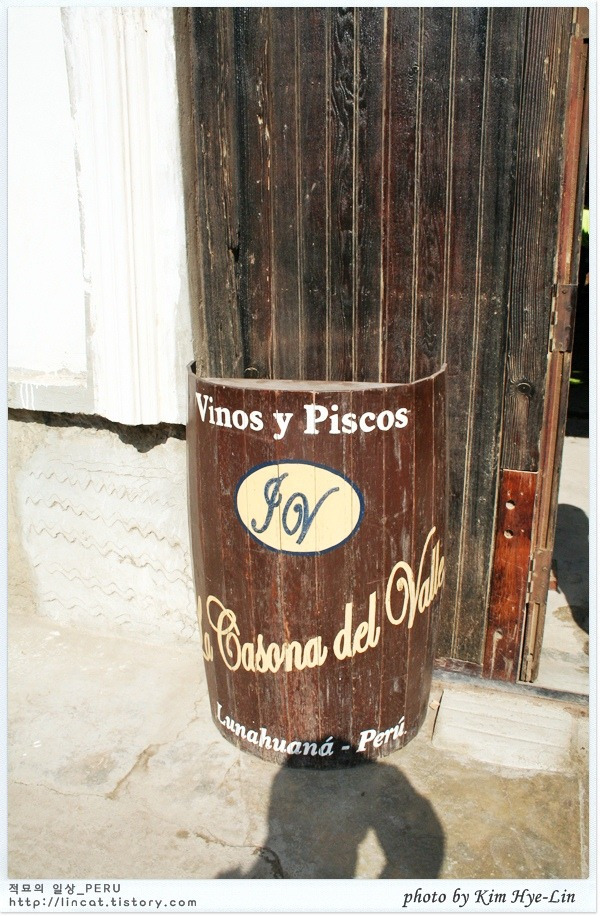 Vinos y Piscos
JV
La Casona del Valle
Lunahuaná - Perú
적묘의 일상_PERU
http://lincat.tistory.com
photo by Kim Hye-Lin